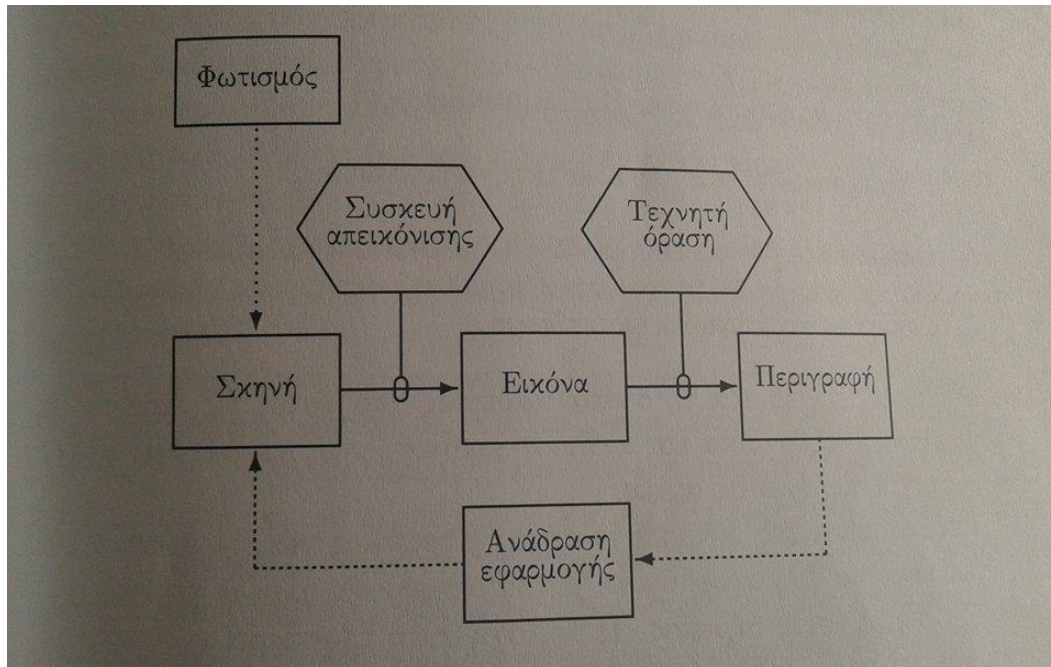 Φωτισμός
Συσκευή
απεικόνισης
Τεχνητή
όραση
Σκηνή
Εικόνα
Περιγραφή
Ανάδραση
εφαρμογής